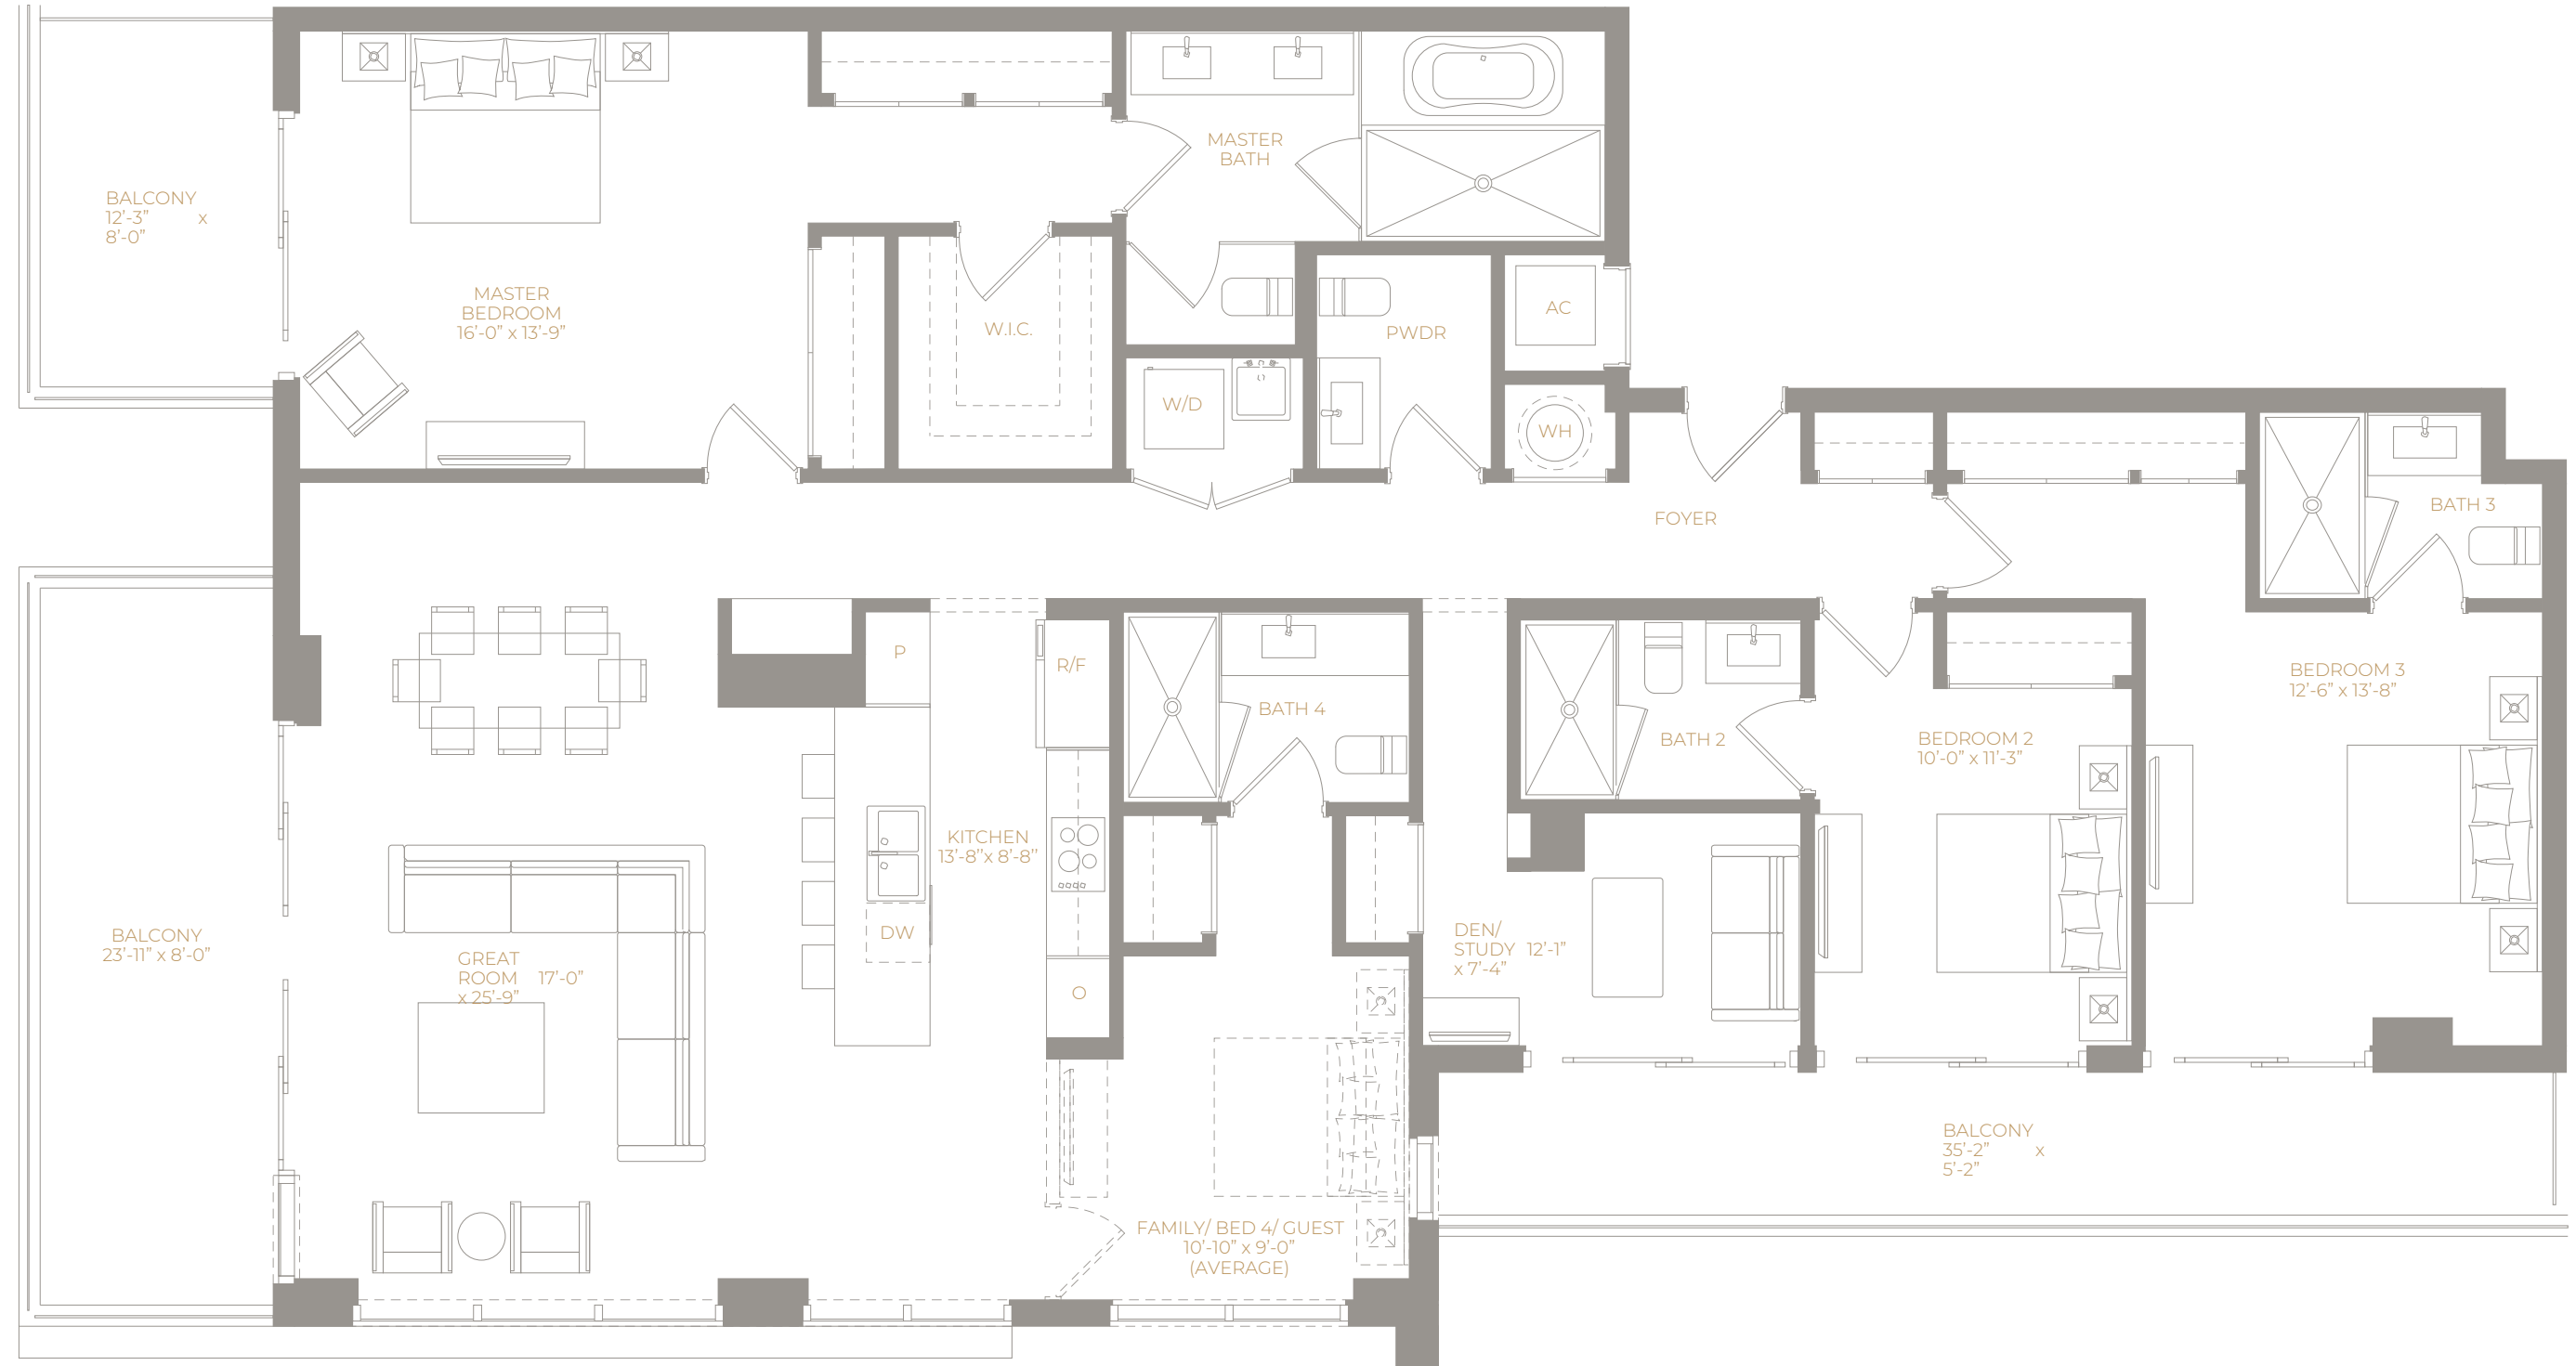 MASTER
BATH
BALCONY
12'-3" x
8'-0"
MASTER
BEDROOM
16'-0" x 13'-9"
W.I.C.
AC
PWDR
W/D
WH
FOYER
BATH 3
P
R/F
BATH 4
BATH 2
BEDROOM 3
12'-6" x 13'-8"
BEDROOM 2
10'-0" x 11'-3"
KITCHEN
13'-8"x 8'-8"
DW
O
BALCONY
23'-11" x 8'-0"
GREAT
ROOM 17'-0"
x 25'-9"
DEN/
STUDY 12'-1"
x 7'-4"
BALCONY
35'-2" x
5'-2"
FAMILY/ BED 4/ GUEST
10'-10" x 9'-0"
(AVERAGE)